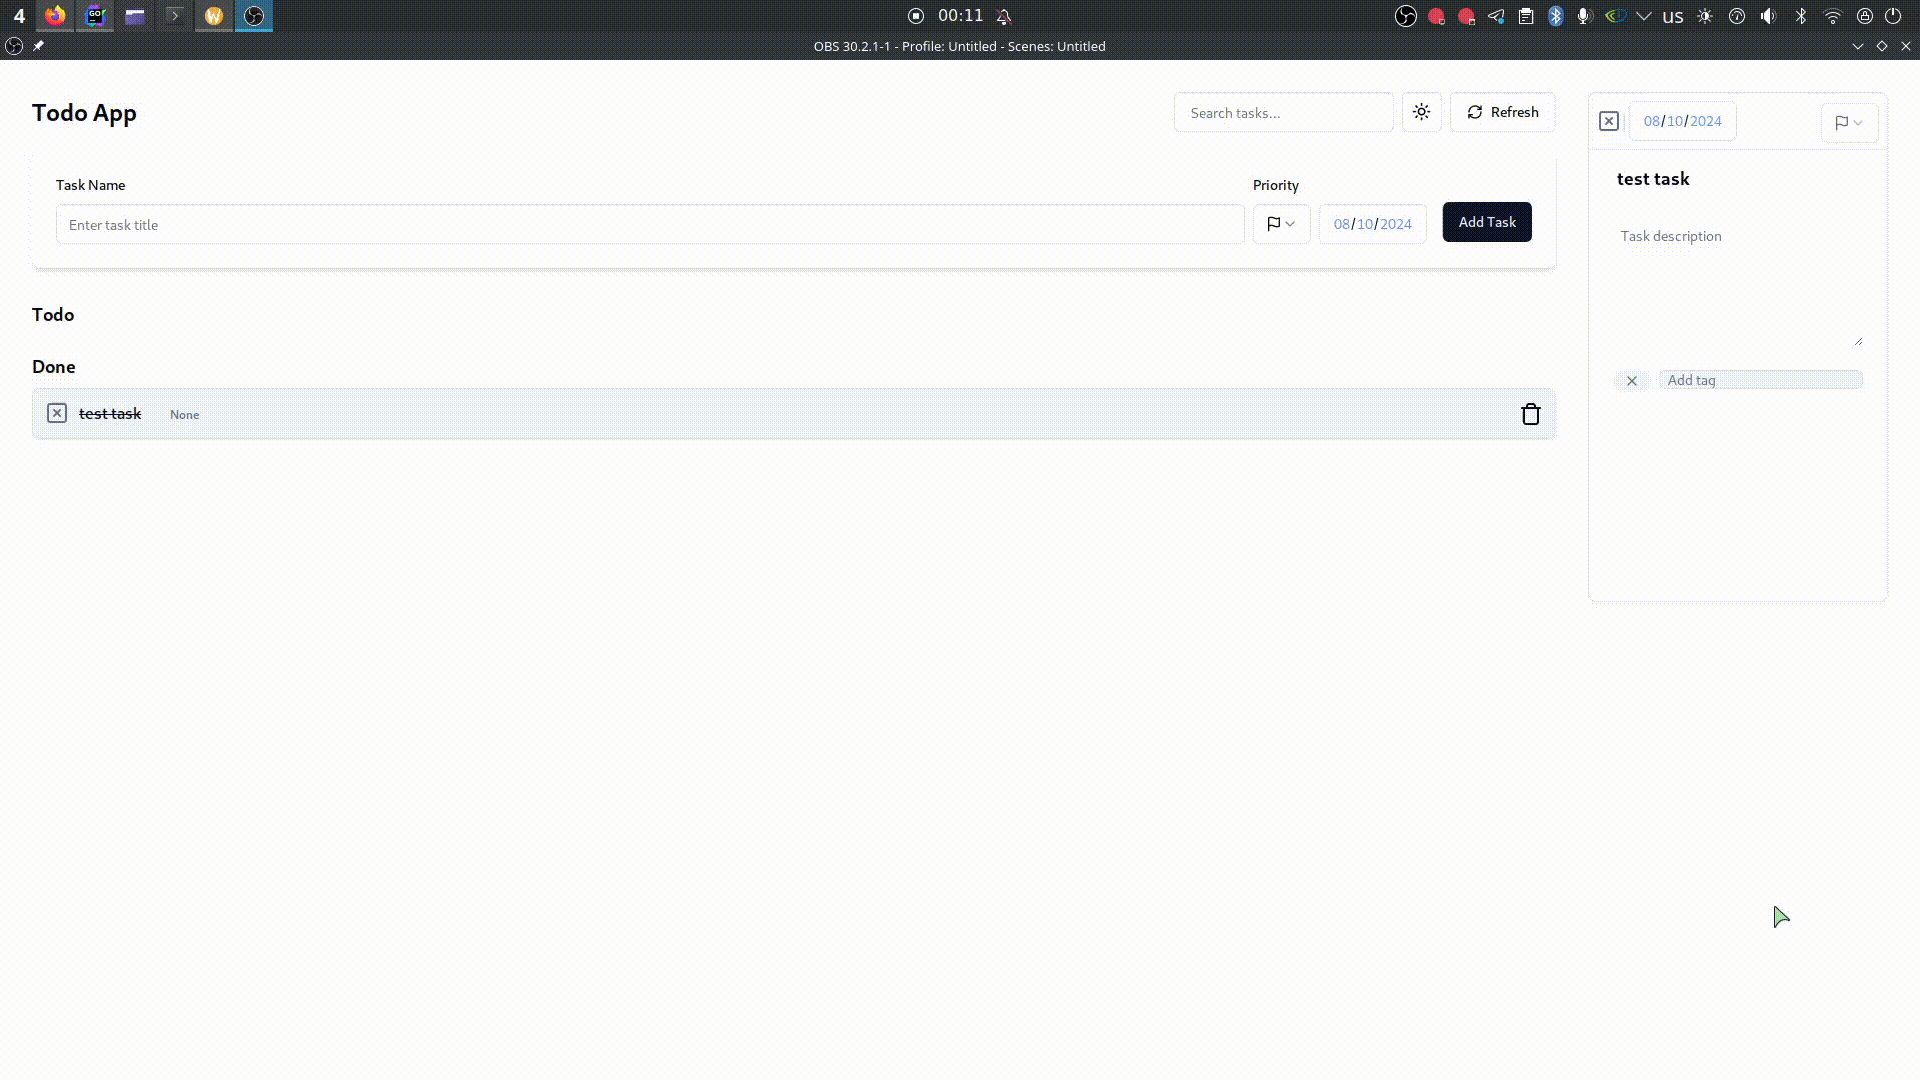 4
GO
W
00:11
us
OBS 30.2.1-1 - Profile: Untitled - Scenes: Untitled
Todo App
Search tasks...
Refresh
Task Name
Priority
Enter task title
08/10/2024
Add Task
Todo
Done
test task
None
08/10/2024
test task
Task description
Add tag